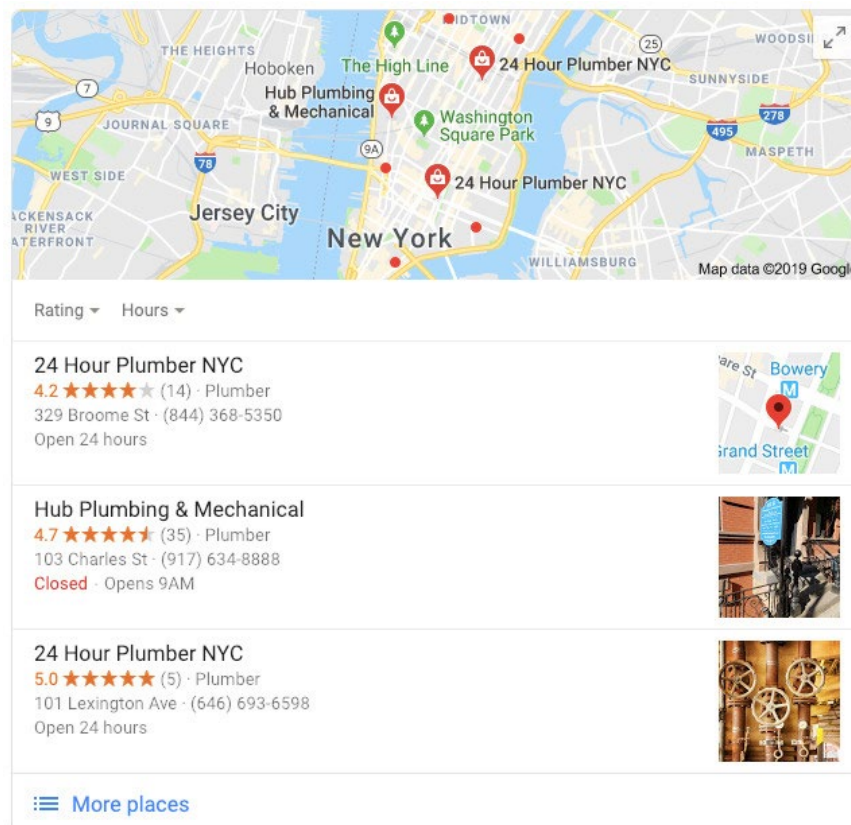 MIDTOWN
THE HEIGHTS
Hoboken
The High Line
25
7
24 Hour Plumber NYC
SUNNYSIDE
Hub Plumbing
& Mechanical
278
9
JOURNAL SQUARE
Washington
Square Park
495
9A
MASPETH
78
WEST SIDE
24 Hour Plumber NYC
Jersey City
RIVER
New York
WILLIAMSBURG
Map data ©2019 Google
Rating Hours
24 Hour Plumber NYC
4.2 (14) · Plumber
329 Broome St · (844) 368-5350
Open 24 hours
Bowery
M
Grand Street
M
Hub Plumbing & Mechanical
4.7 (35) · Plumber
103 Charles St · (917) 634-8888
Closed · Opens 9AM
24 Hour Plumber NYC
5.0 (5) · Plumber
101 Lexington Ave · (646) 693-6598
Open 24 hours
More places